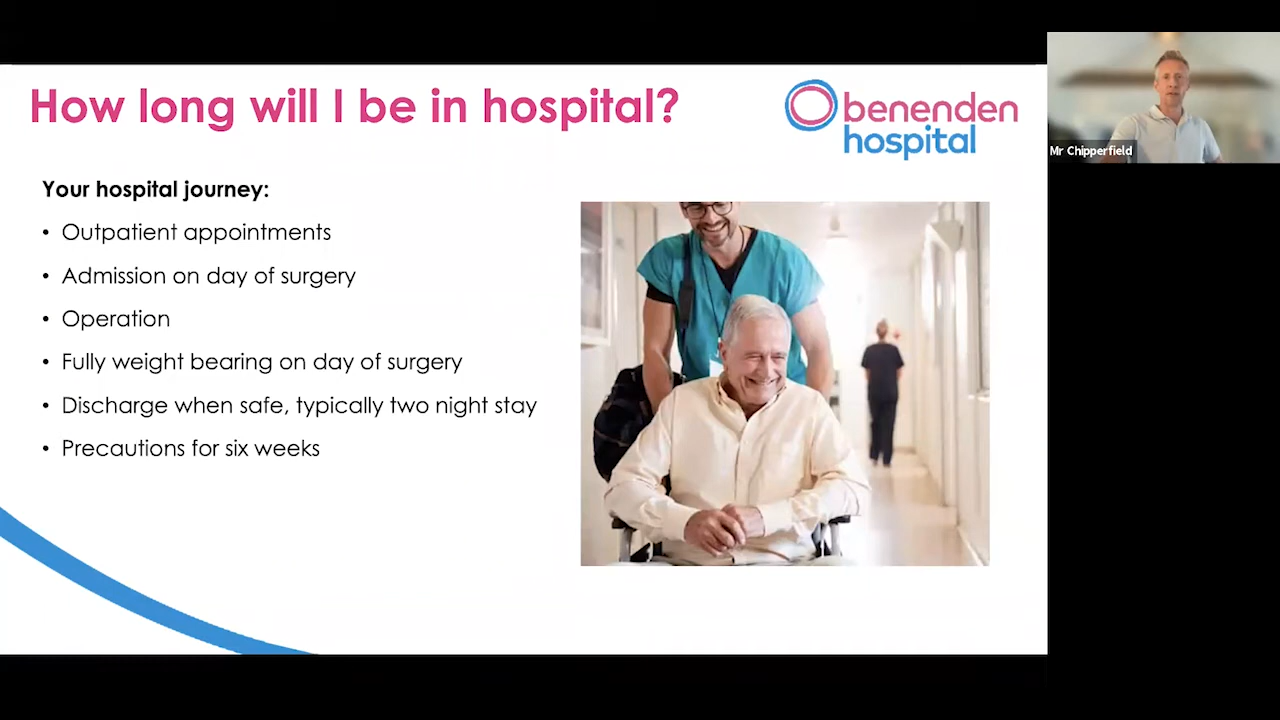 How long will I be in hospital?
benenden
hospital
Your hospital journey:
• Outpatient appointments
• Admission on day of surgery
• Operation
• Fully weight bearing on day of surgery
• Discharge when safe, typically two night stay
• Precautions for six weeks
Mr Chipperfield